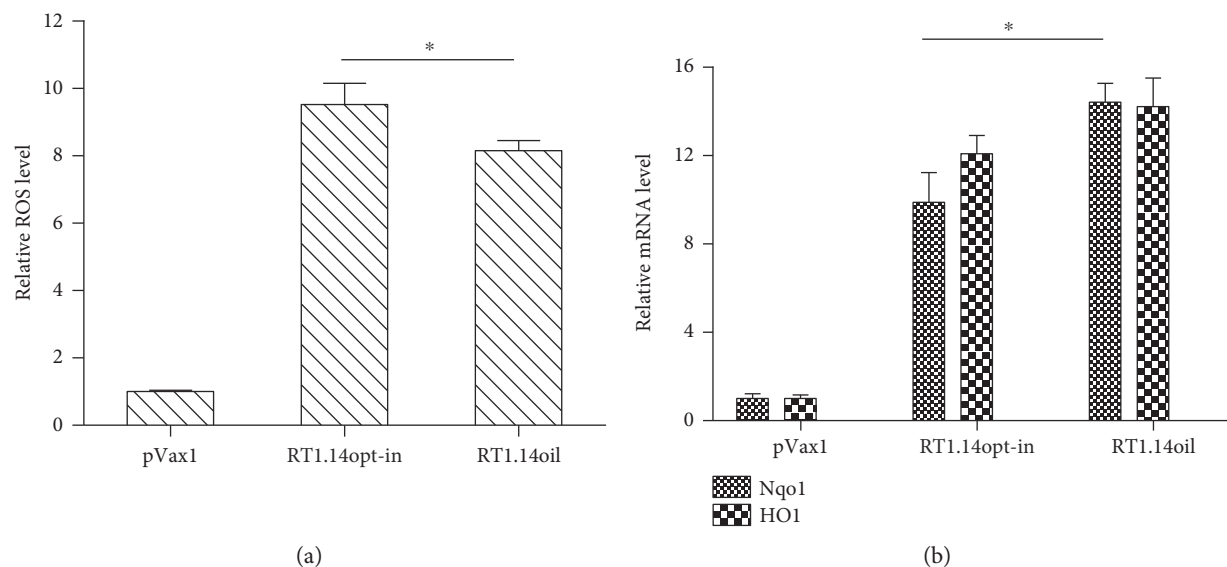 Relative ROS level
12
10
8
6
4
2
0
*
pVax1
RT1.14opt-in
RT1.14oil
(a)
Relative mRNA level
16
12
8
4
0
*
pVax1
RT1.14opt-in
RT1.14oil
Nqo1
HO1
(b)